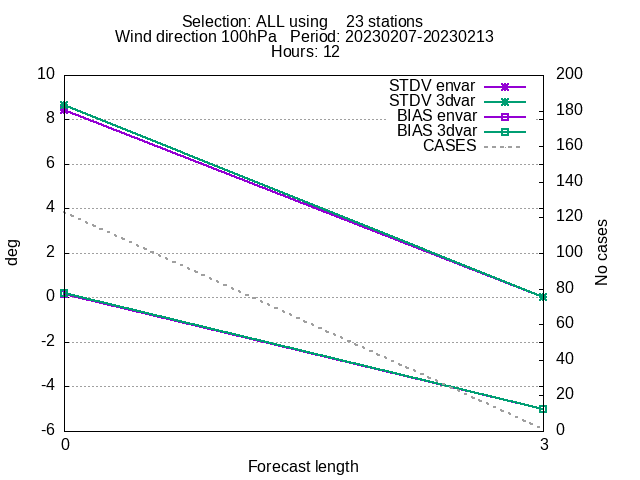 Selection: ALL using    23 stations
Wind direction 100hPa   Period: 20230207-20230213
Hours: 12
STDV envar
STDV 3dvar
BIAS envar
BIAS 3dvar
CASES
10
8
6
4
2
0
-2
-4
-6
deg
200
180
160
140
120
100
80
60
40
20
0
No cases
0
3
Forecast length